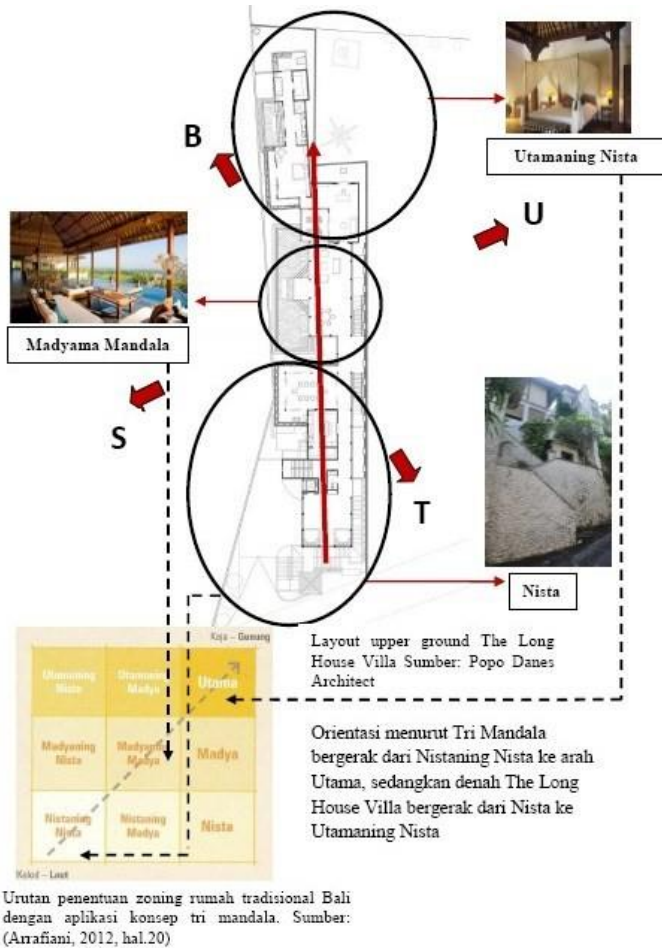 B
Utamaning Nista
U
Madyama Mandala
S
T
Nista
Layout upper ground The Long
House Villa Sumber: Popo Danes
Architect
Kaja – Gunung
Utamaning
Nista
Utamaning
Madya
Utama
Madyaning
Nista
Madyaning
Madya
Madya
Nistaning
Nista
Nistaning
Madya
Nista
Kelod – Laut
Orientasi menurut Tri Mandala
bergerak dari Nistaning Nista ke arah
Utama, sedangkan denah The Long
House Villa bergerak dari Nista ke
Utamaning Nista
Urutan penentuan zoning rumah tradisional Bali
dengan aplikasi konsep tri mandala. Sumber:
(Arrafiani, 2012, hal.20)